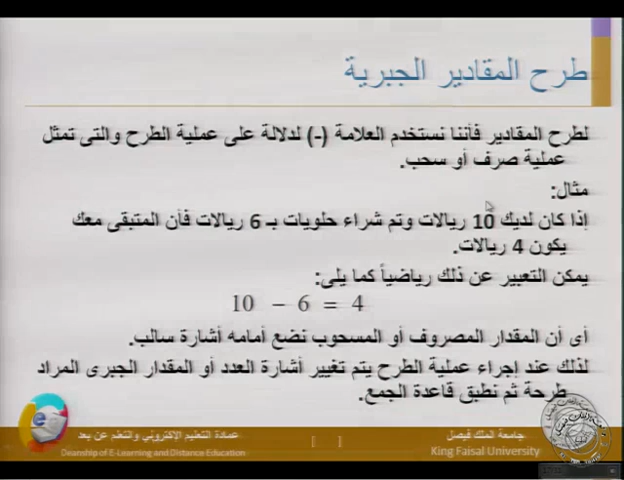 طرح المقادير الجبرية
لطرح المقادير فأننا نستخدم العلامة (-) لدلالة على عملية الطرح والتى تمثل
عملية صرف أو سحب.
مثال:
إذا كان لديك 10 ريالات وتم شراء حلويات بـ 6 ريالات فأن المتبقى معك
يكون 4 ريالات.
يمكن التعبير عن ذلك رياضياً كما يلى:
10 - 6 = 4
أى أن المقدار المصروف أو المسحوب نضع أمامه أشارة سالب.
لذلك عند إجراء عملية الطرح يتم تغيير أشارة العدد أو المقدار الجبرى المراد
طرحة ثم نطبق قاعدة الجمع.
جامعة الملك فيصل
King Faisal University
[ ]
عمادة التعليم الإلكتروني والتعلم عن بعد
Deanship of E-Learning and Distance Education